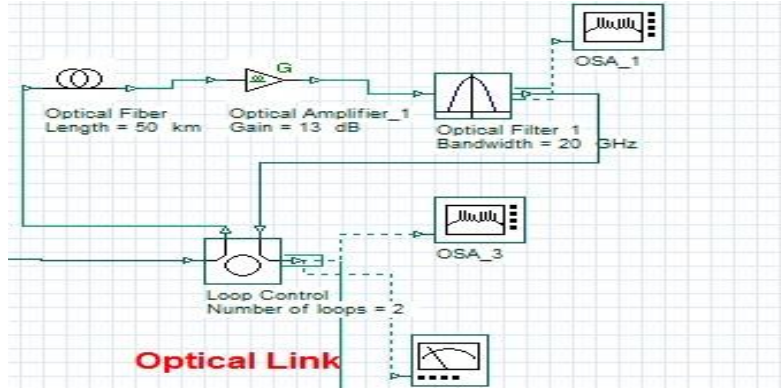 OSA_1
G
Optical Fiber
Length = 50 km
Optical Amplifier_1
Gain = 13 dB
Optical Filter_1
Bandwidth = 20 GHz
OSA_3
Loop Control
Number of loops = 2
Optical Link